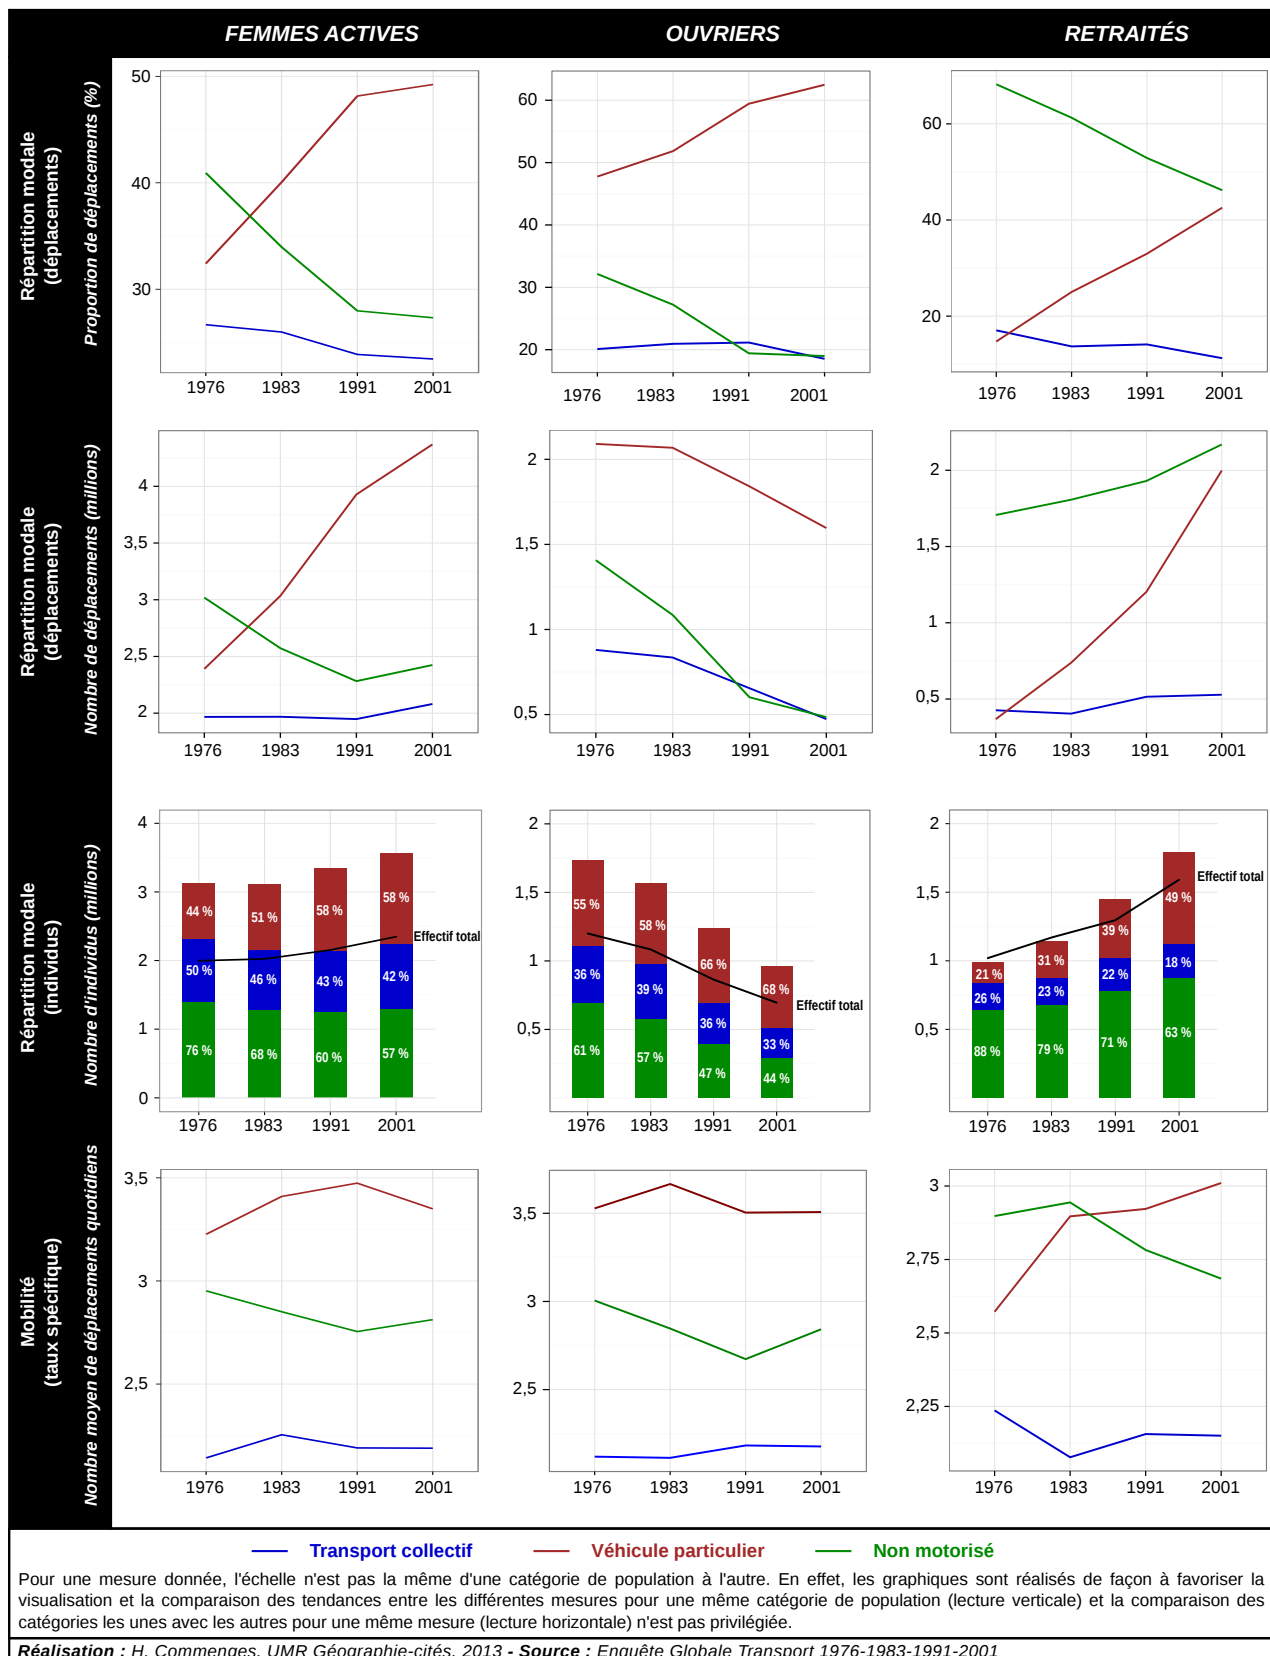 FEMMES ACTIVES OUVRIERS RETRAITÉS
Répartition modale
(déplacements)
Proportion de déplacements (%)
50
40
30
1976 1983 1991 2001
60
50
40
30
20
1976 1983 1991 2001
60
40
20
1976 1983 1991 2001
Répartition modale
(déplacements)
Nombre de déplacements (millions)
4
3,5
3
2,5
2
1976 1983 1991 2001
2
1,5
1
0,5
1976 1983 1991 2001
2
1,5
1
0,5
1976 1983 1991 2001
Répartition modale
(individus)
Nombre d'individus (millions)
4
3
2
1
0
44 % 51 % 58 % 58 %
50 % 46 % 43 % 42 %
76 % 68 % 60 % 57 %
Effectif total
1976 1983 1991 2001
2
1,5
1
0,5
55 % 58 % 66 % 68 %
36 % 39 % 36 % 33 %
61 % 57 % 47 % 44 %
Effectif total
1976 1983 1991 2001
2
1,5
1
0,5
21 % 31 % 39 % 49 %
26 % 23 % 22 % 18 %
88 % 79 % 71 % 63 %
Effectif total
1976 1983 1991 2001
Mobilité
(taux spécifique)
Nombre moyen de déplacements quotidiens
3,5
3
2,5
1976 1983 1991 2001
3,5
3
2,5
1976 1983 1991 2001
3
2,75
2,5
2,25
1976 1983 1991 2001
Transport collectif Véhicule particulier Non motorisé
Pour une mesure donnée, l'échelle n'est pas la même d'une catégorie de population à l'autre. En effet, les graphiques sont réalisés de façon à favoriser la
visualisation et la comparaison des tendances entre les différentes mesures pour une même catégorie de population (lecture verticale) et la comparaison des
catégories les unes avec les autres pour une même mesure (lecture horizontale) n'est pas privilégiée.
Réalisation : H. Commenges, UMR Géographie-cités, 2013 - Source : Enquête Globale Transport 1976-1983-1991-2001